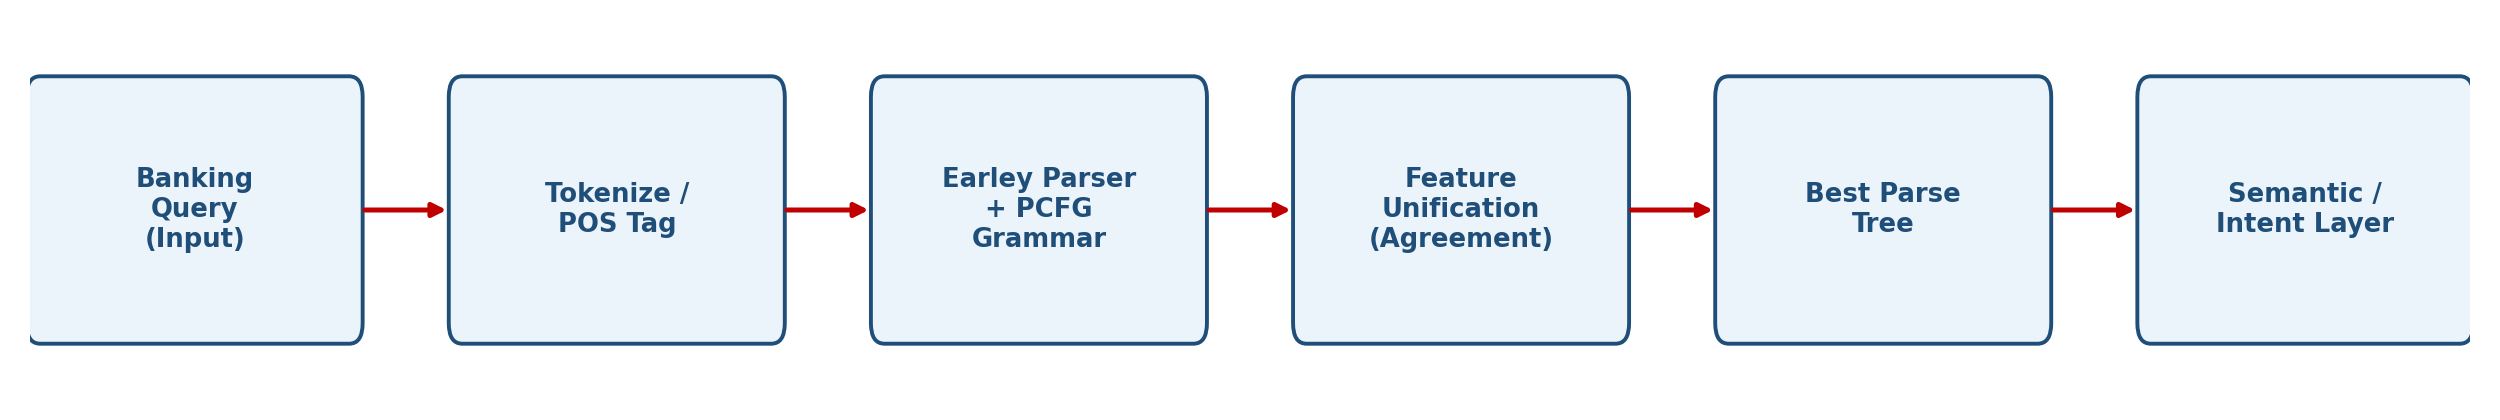 Banking
Query
(Input)
Tokenize /
POS Tag
Earley Parser
+ PCFG
Grammar
Feature
Unification
(Agreement)
Best Parse
Tree
Semantic /
Intent Layer